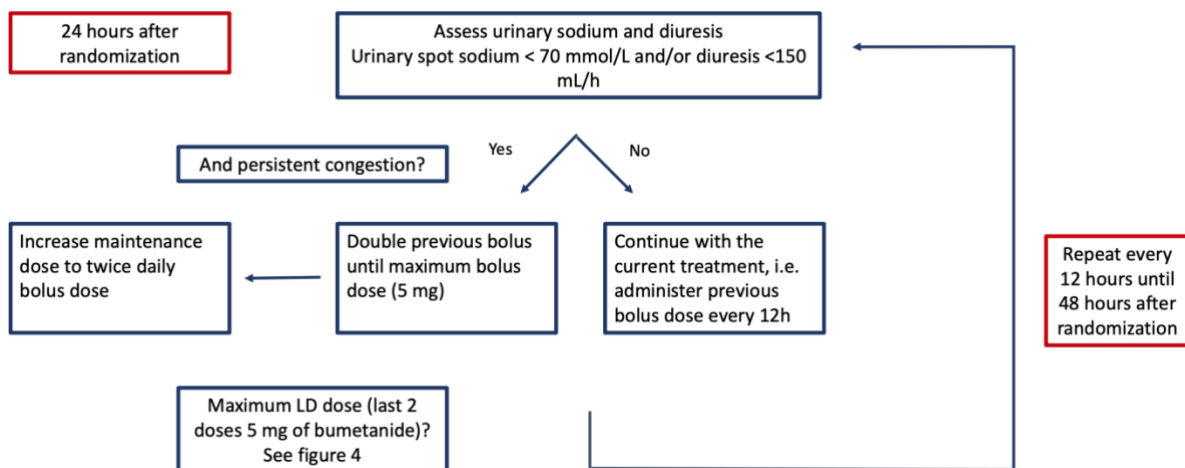 24 hours after
randomization
Assess urinary sodium and diuresis
Urinary spot sodium < 70 mmol/L and/or diuresis <150
mL/h
And persistent congestion?
Yes
No
Increase maintenance
dose to twice daily
bolus dose
Double previous bolus
until maximum bolus
dose (5 mg)
Continue with the
current treatment, i.e.
administer previous
bolus dose every 12h
Repeat every
12 hours until
48 hours after
randomization
Maximum LD dose (last 2
doses 5 mg of bumetanide)?
See figure 4